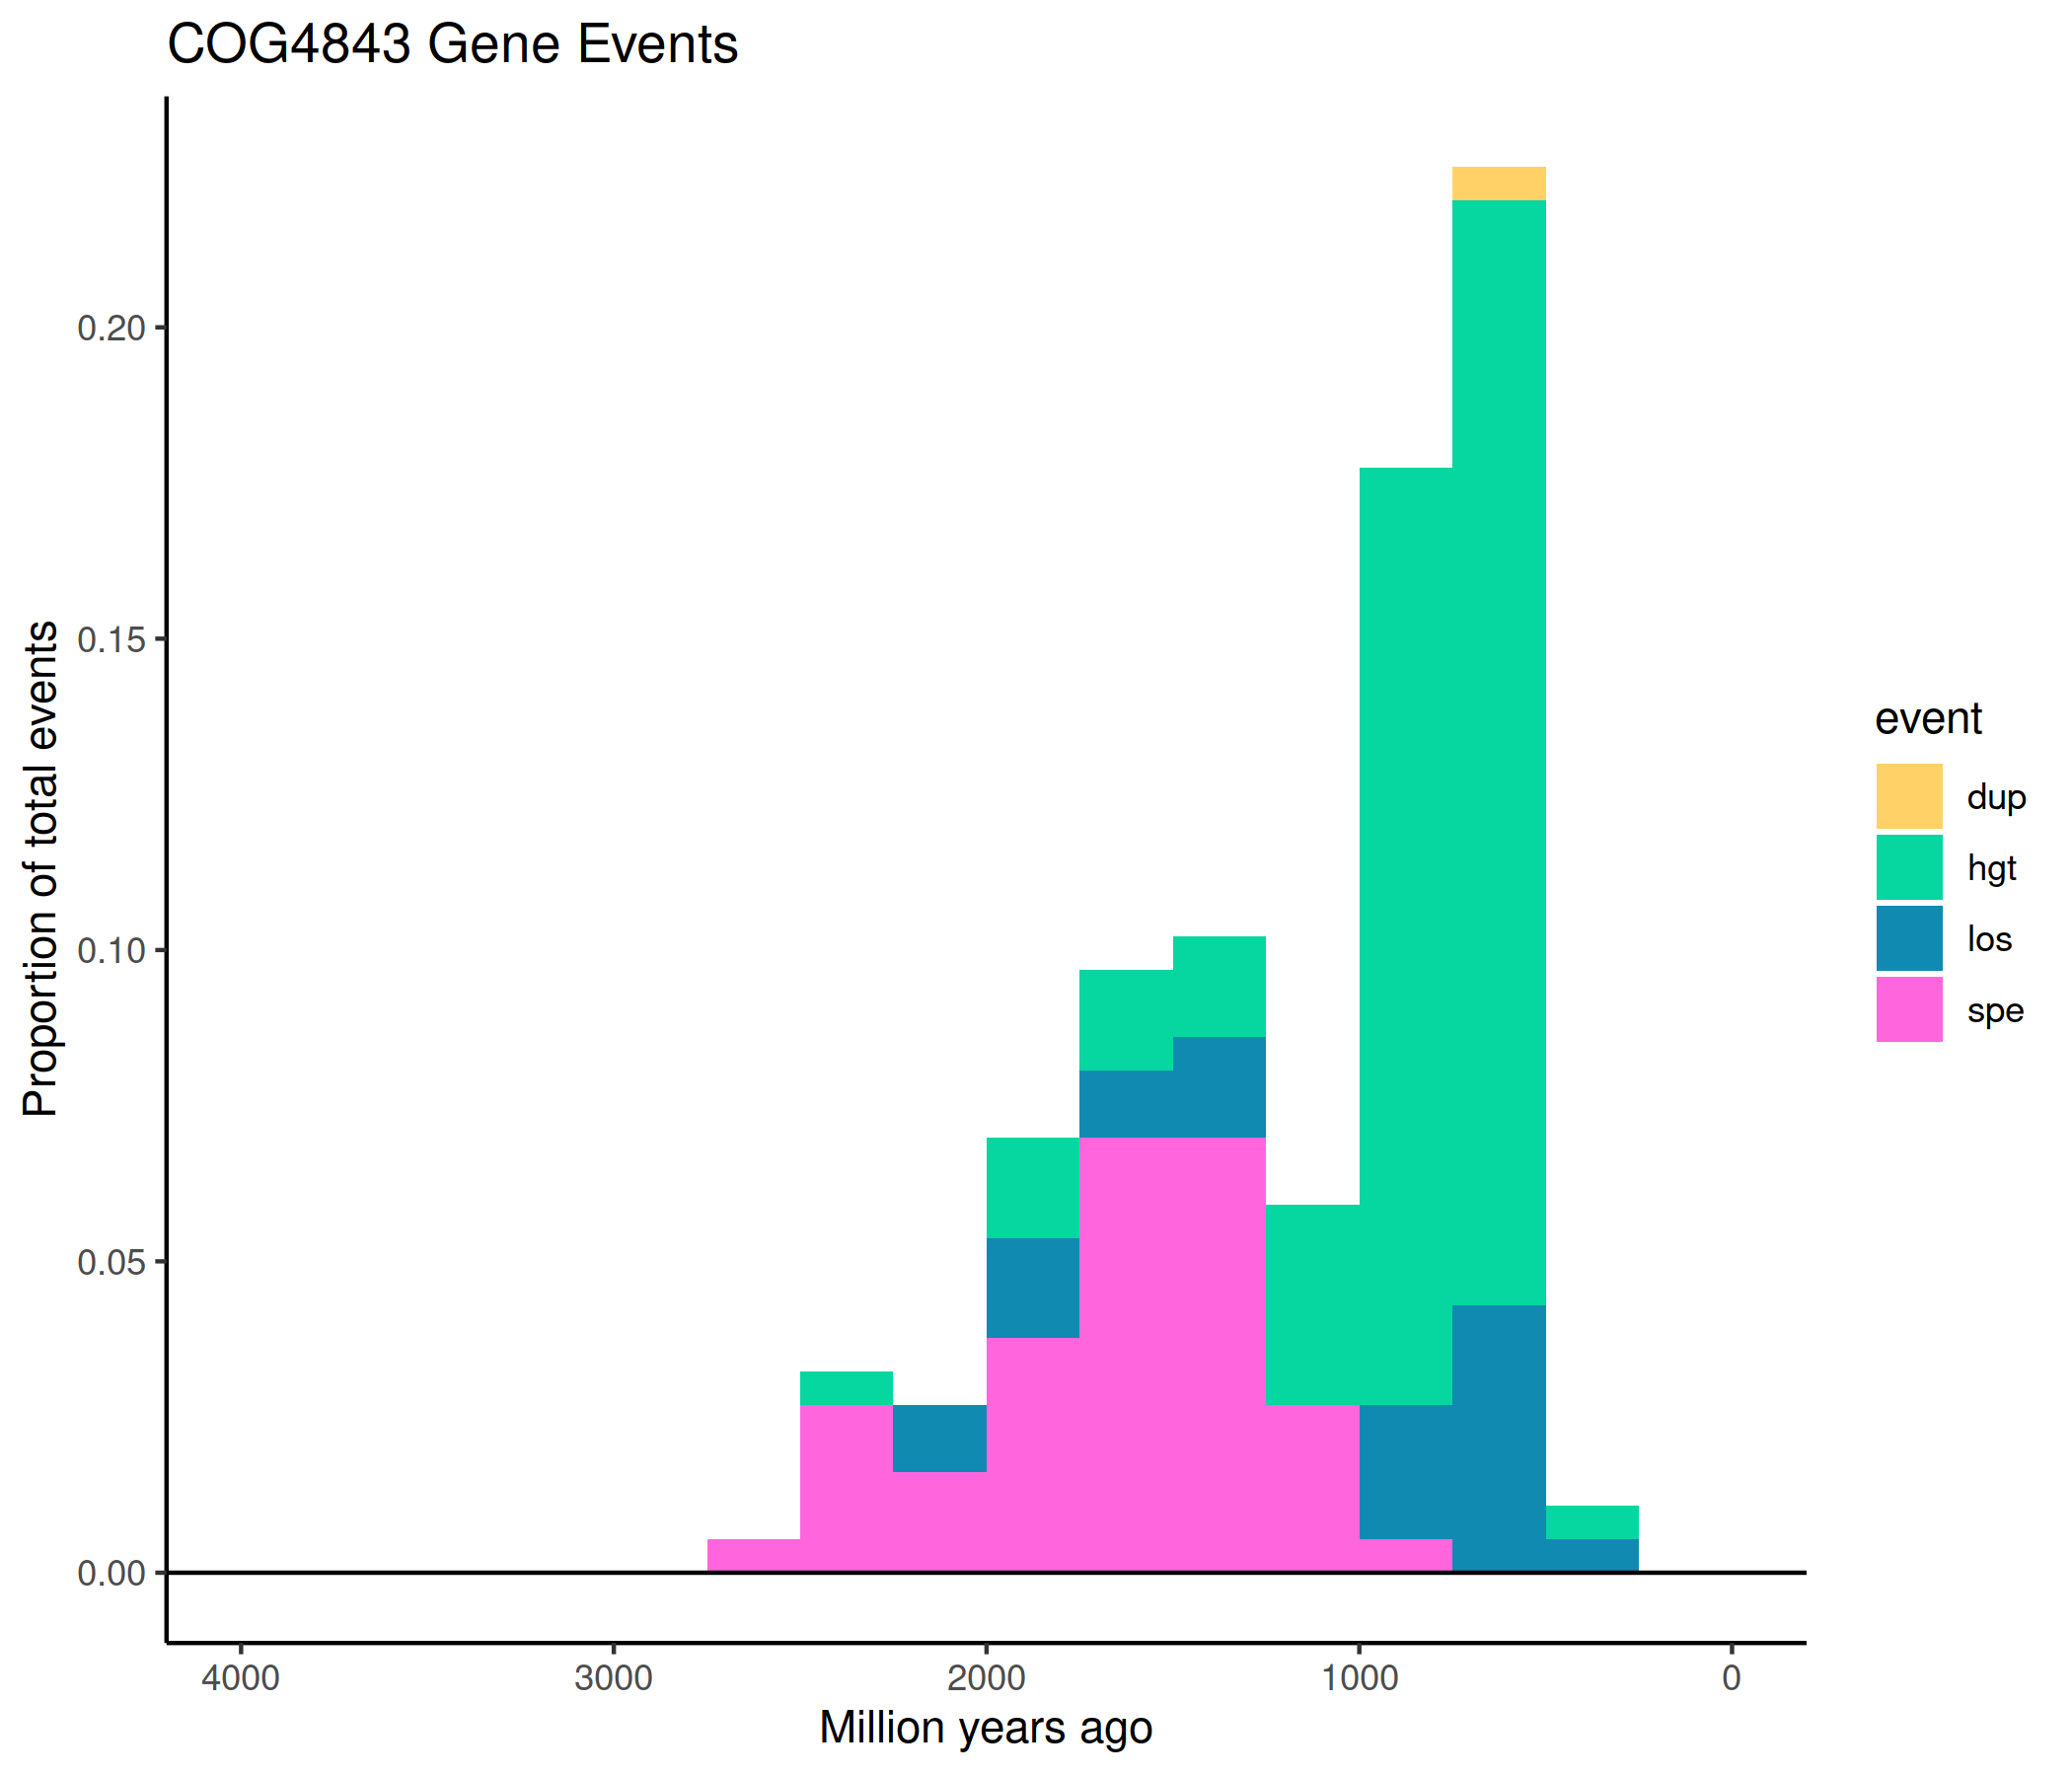 COG4843 Gene Events
Proportion of total events
0.20
0.15
0.10
0.05
0.00
4000 3000 2000 1000 0
Million years ago
event
dup
hgt
los
spe